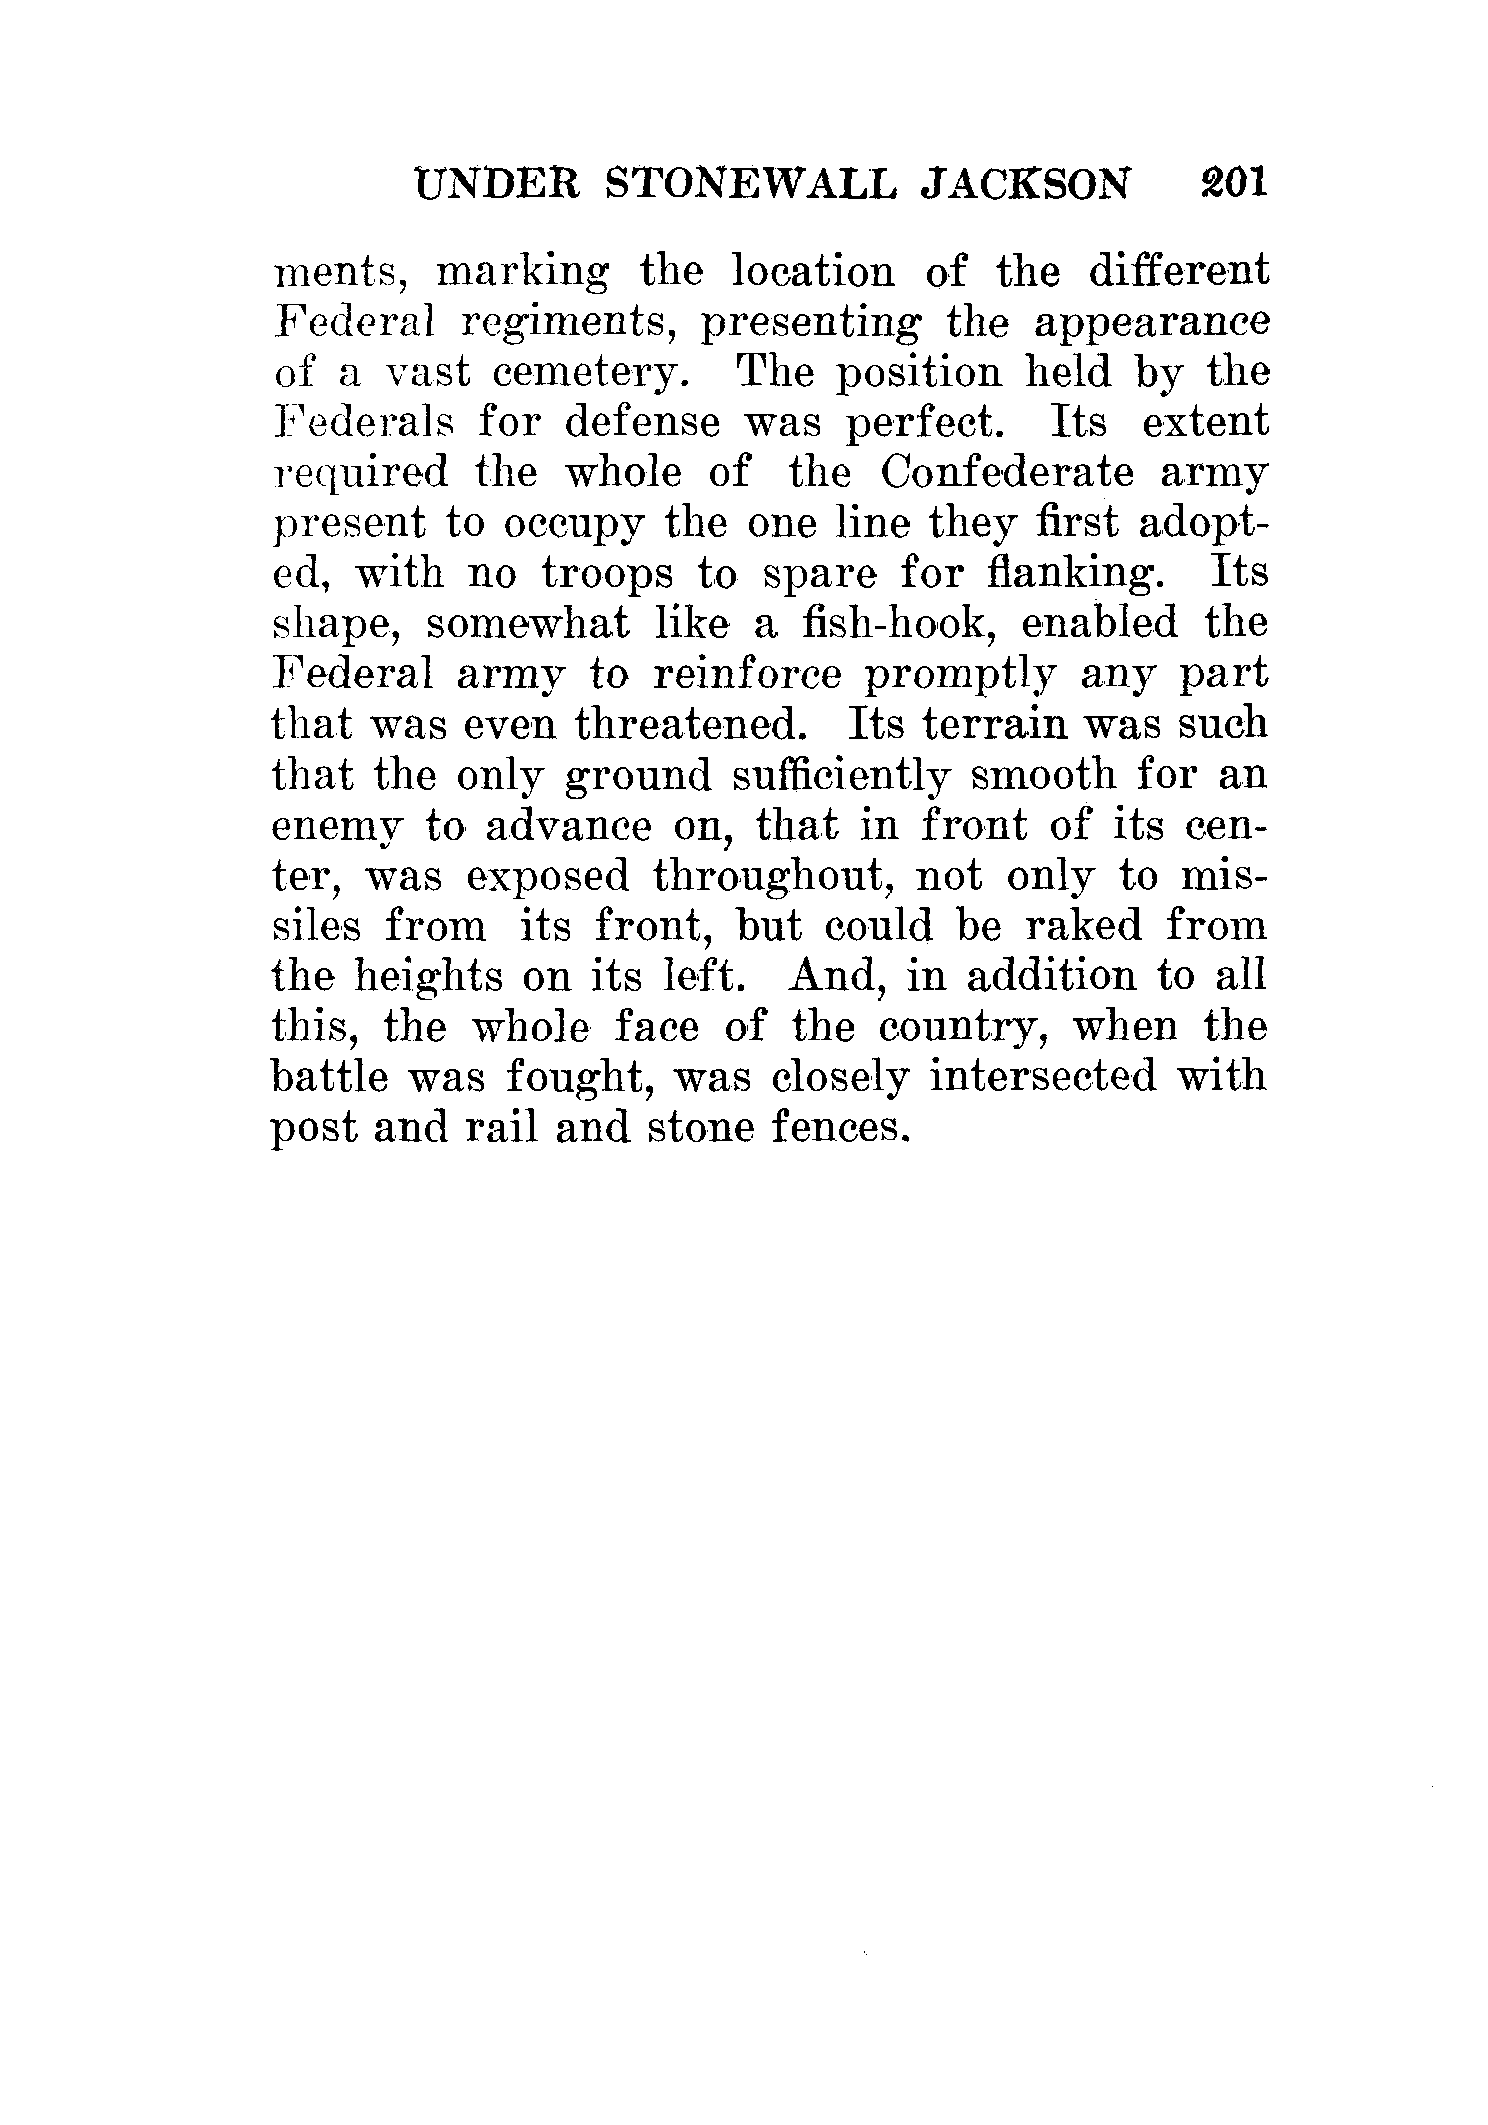 UNDER STONEWALL JACKSON 201
ments, marking the location of the different
Federal regiments, presenting the appearance
of a vast cemetery. The position held by the
Federals for defense was perfect. Its extent
required the whole of the Confederate army
present to occupy the one line they first adopt-
ed, with no troops to spare for flanking. Its
shape, somewhat like a fish-hook, enabled the
Federal army to reinforce promptly any part
that was even threatened. Its terrain was such
that the only ground sufficiently smooth for an
enemy to advance on, that in front of its cen-
ter, was exposed throughout, not only to mis-
siles from its front, but could be raked from
the heights on its left. And, in addition to all
this, the whole face of the country, when the
battle was fought, was closely intersected with
post and rail and stone fences.